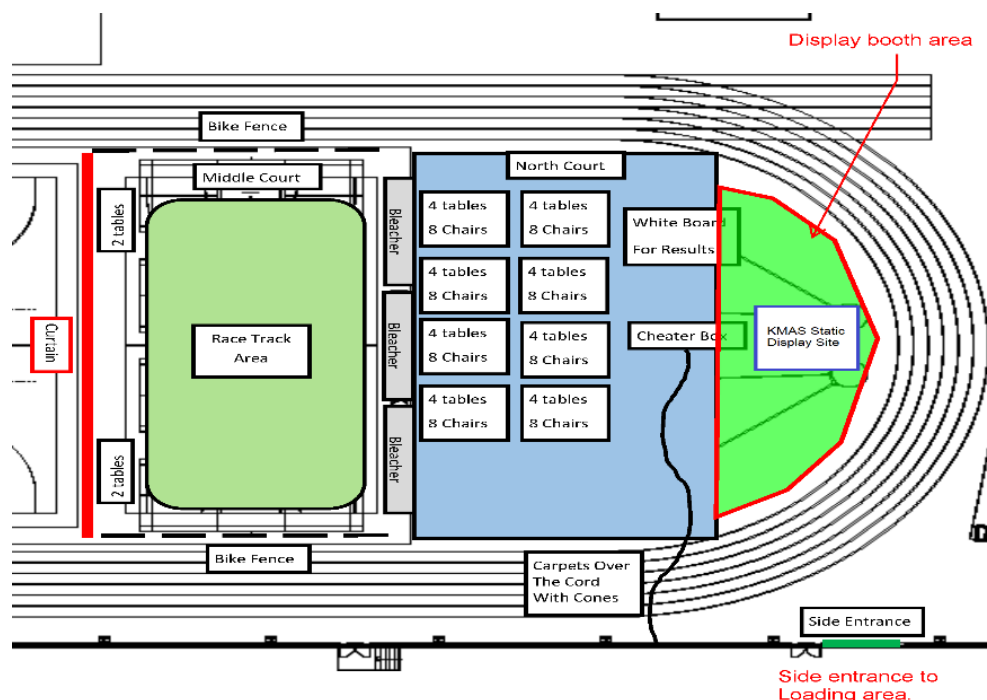 Display booth area
Bike Fence
Middle Court
North Court
2 tables
Bleacher
4 tables
8 Chairs
4 tables
8 Chairs
White Board
For Results
4 tables
8 Chairs
4 tables
8 Chairs
Curtain
Race Track
Area
Bleacher
4 tables
8 Chairs
4 tables
8 Chairs
Cheater Box
KMAS Static
Display Site
4 tables
8 Chairs
4 tables
8 Chairs
2 tables
Bleacher
Bike Fence
Carpets Over
The Cord
With Cones
Side Entrance
Side entrance to
Loading area.